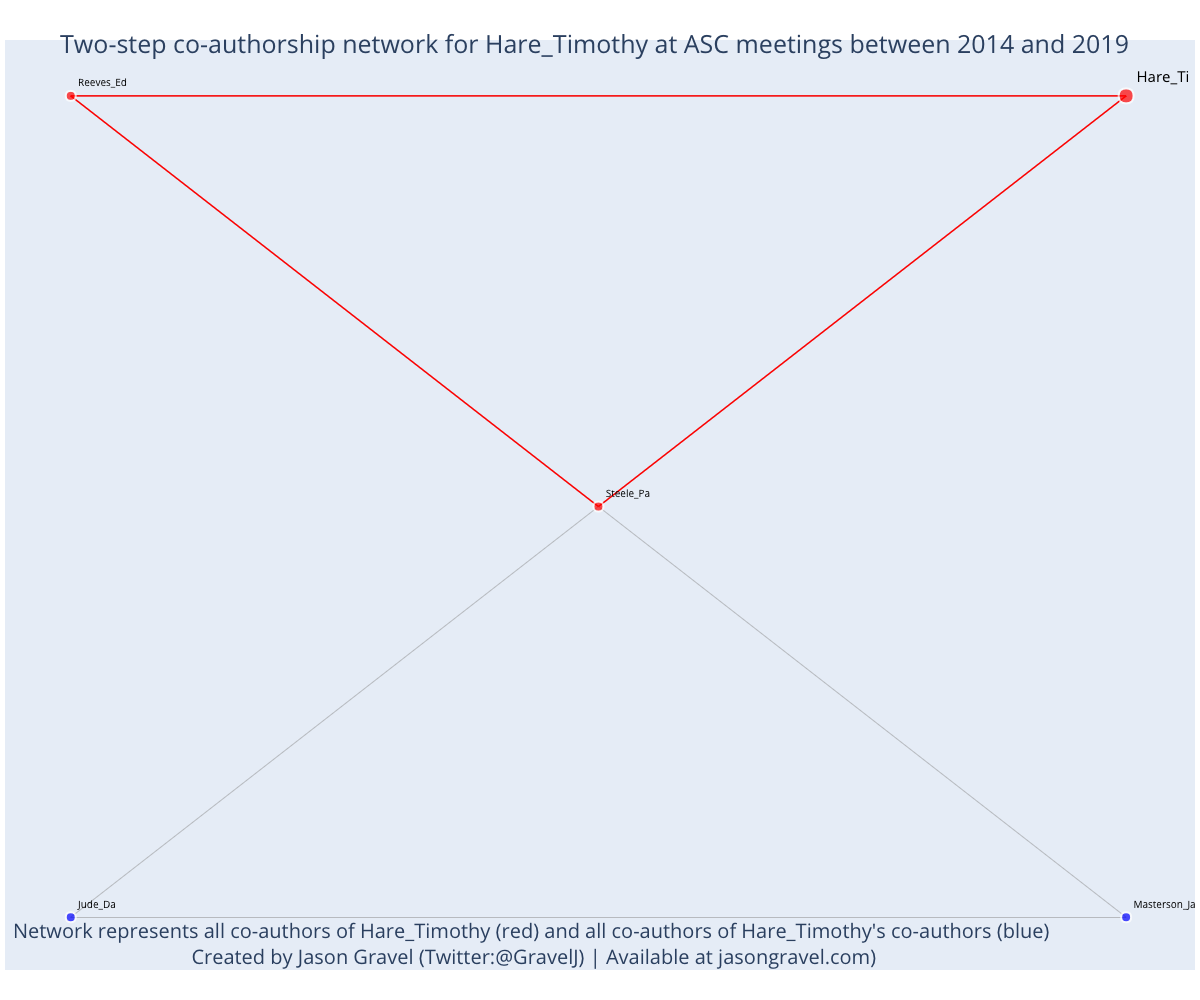 Two-step co-authorship network for Hare_Timothy at ASC meetings between 2014 and 2019
Hare_Ti
Reeves_Ed
Steele_Pa
Jude_Da
Masterson_Ja
Network represents all co-authors of Hare_Timothy (red) and all co-authors of Hare_Timothy's co-authors (blue)
Created by Jason Gravel (Twitter:@GravelJ) | Available at jasongravel.com)